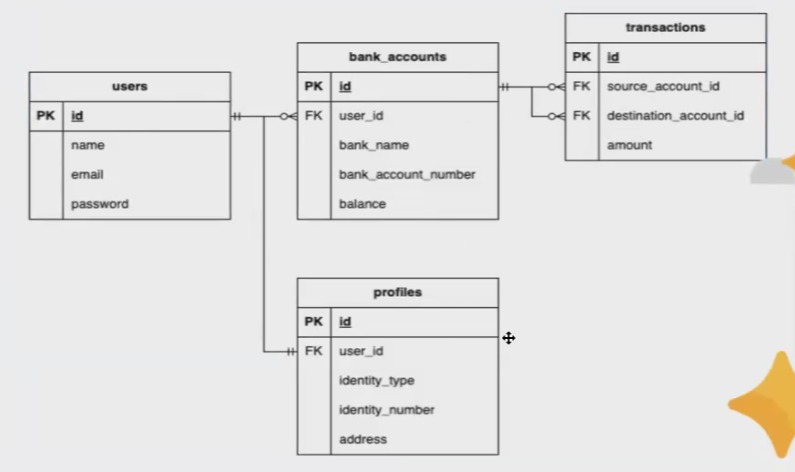 users
PK id
name
email
password
bank_accounts
PK id
FK user_id
bank_name
bank_account_number
balance
transactions
PK id
FK source_account_id
FK destination_account_id
amount
profiles
PK id
FK user_id
identity_type
identity_number
address